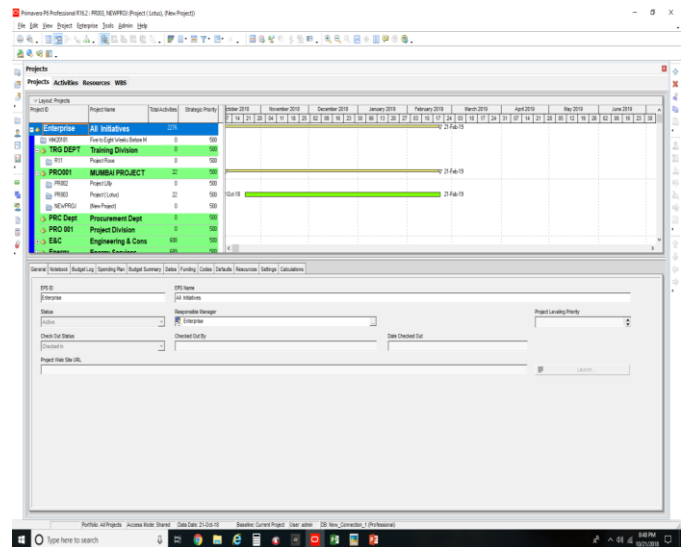 Primavera P6 Professional R16.2 : PR003, NEWPROJ (Project ( Lotus), (New Project))
File Edit View Project Enterprise Tools Admin Help
Projects
Projects Activities Resources WBS
Layout: Projects
Project ID Project Name Total Activities Strategic Priority October 2018 November 2018 December 2018 January 2019 February 2019 March 2019 April 2019 May 2019 June 2019
Enterprise All Initiatives 2276 21-Feb-19
Five to Eight Weeks Before M 0 500
TRG DEPT Training Division 0 500
R11 Project Rose 0 500
PRO001 MUMBAI PROJECT 22 500 21-Feb-19
PR002 Project Lilly 0 500
PR003 Project ( Lotus) 22 500 21-Feb-19
NEWPROJ (New Project) 0 500
PRC Dept Procurement Dept 0 500
PRO 001 Project Division 0 500
E&C Engineering & Cons 600 500
Energy Energy Services
General Notebook Budget Log Spending Plan Budget Summary Dates Funding Codes Defaults Resources Settings Calculations
EPS ID EPS Name
Enterprise All Initiatives
Status Responsible Manager Project Leveling Priority
Active Enterprise
Check Out Status Checked Out By Date Checked Out
Checked In
Project Web Site URL
Launch...
Portfolio: All Projects Access Mode: Shared Data Date: 21-Oct-18 Baseline: Current Project User: admin DB: New_Connection_1 (Professional)
Type here to search
8:48 PM
10/21/2018